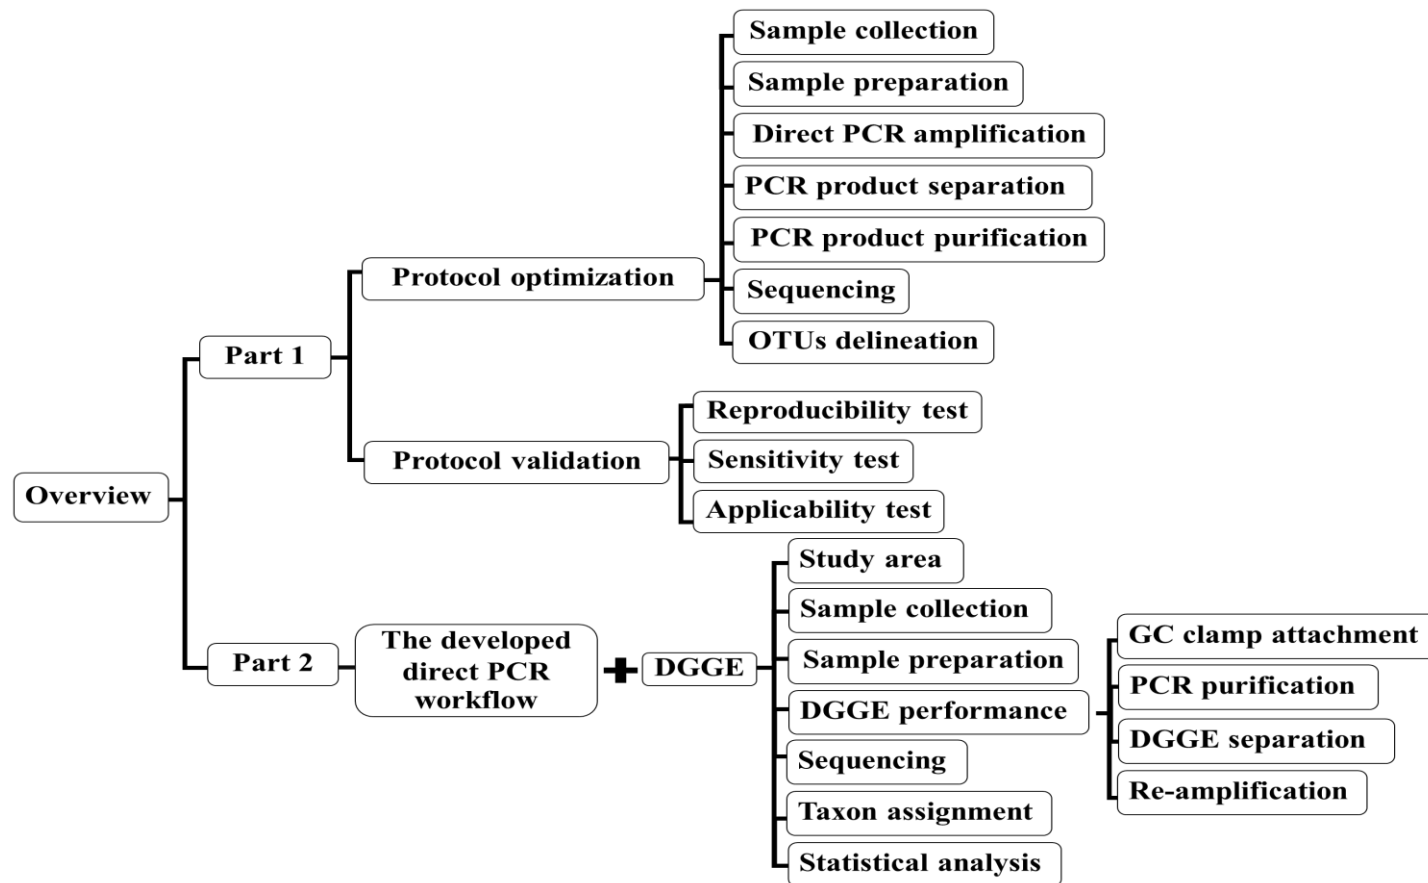 Overview
Part 1
Protocol optimization
Sample collection
Sample preparation
Direct PCR amplification
PCR product separation
PCR product purification
Sequencing
OTUs delineation
Protocol validation
Reproducibility test
Sensitivity test
Applicability test
Part 2
The developed
direct PCR
workflow
+
DGGE
Study area
Sample collection
Sample preparation
DGGE performance
Sequencing
Taxon assignment
Statistical analysis
GC clamp attachment
PCR purification
DGGE separation
Re-amplification